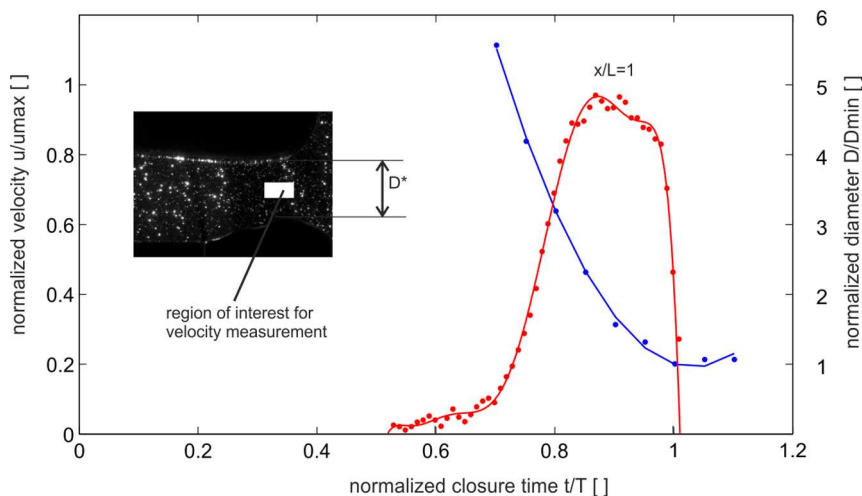 normalized velocity u/umax [ ]
1
0.8
0.6
0.4
0.2
0
0
0.2
0.4
0.6
0.8
1
1.2
normalized closure time t/T [ ]
6
5
4
3
2
1
0
normalized diameter D/Dmin [ ]
x/L=1
D*
region of interest for
velocity measurement